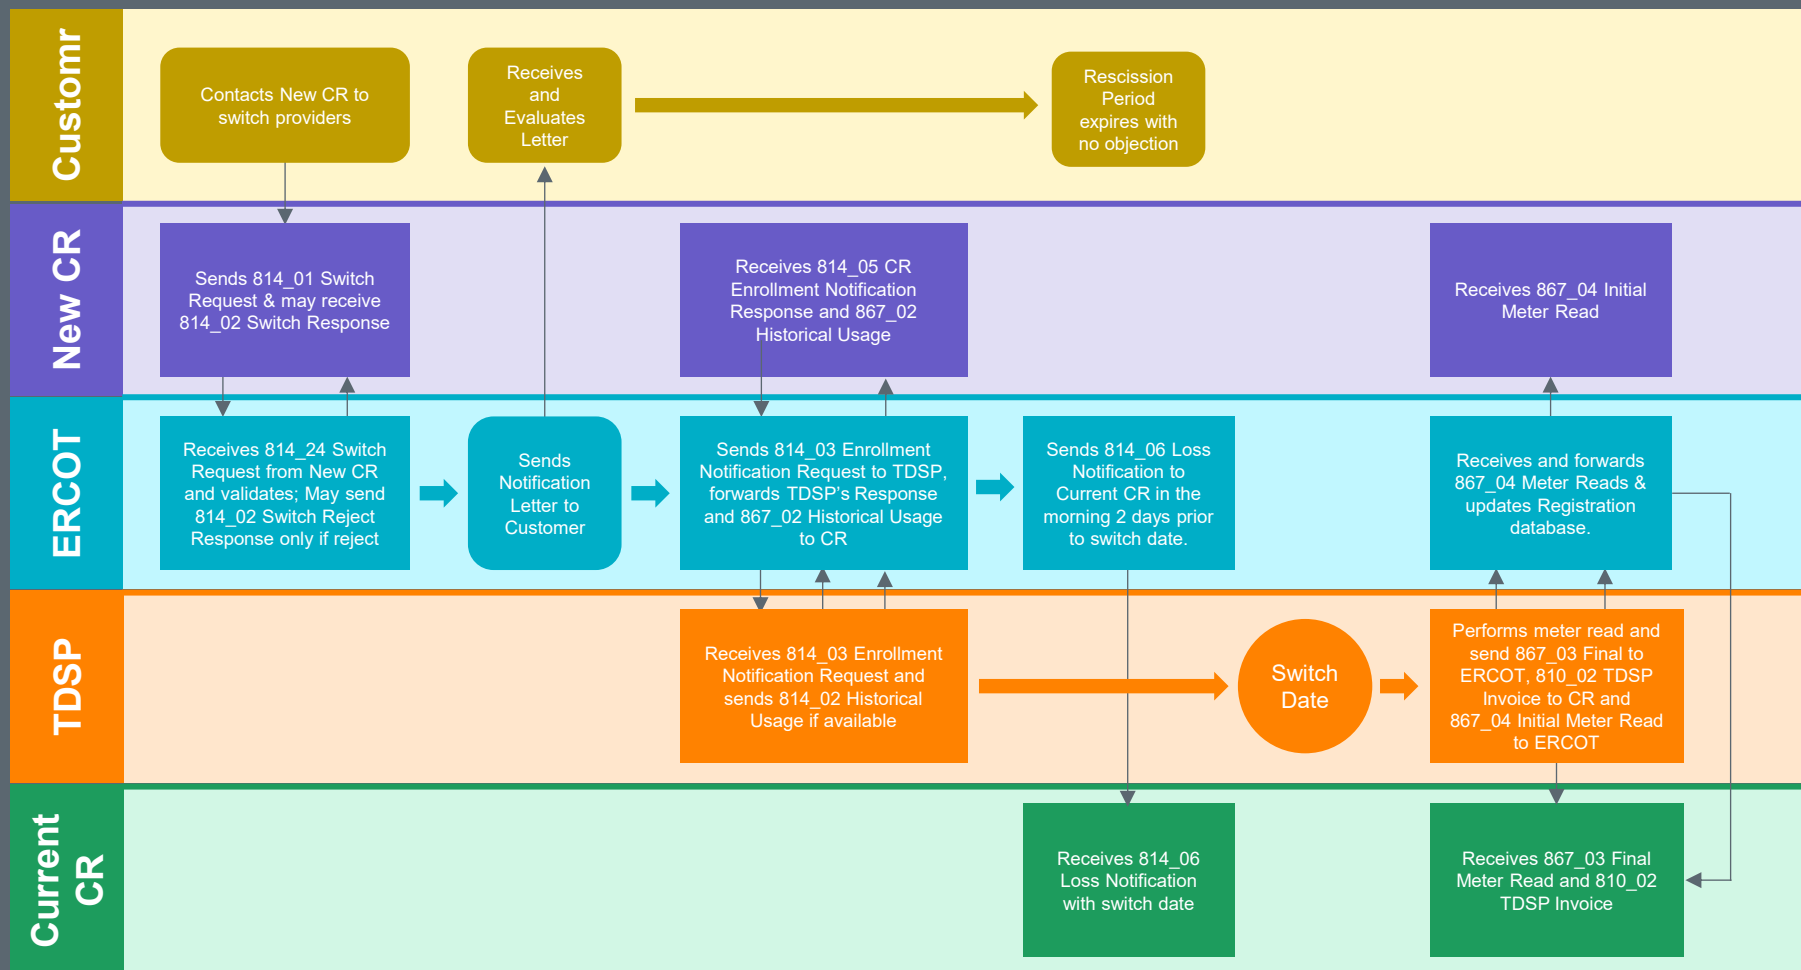 Customr
Contacts New CR to
switch providers
Receives
and
Evaluates
Letter
Rescission
Period
expires with
no objection
New CR
Sends 814_01 Switch
Request & may receive
814_02 Switch Response
Receives 814_05 CR
Enrollment Notification
Response and 867_02
Historical Usage
Receives 867_04 Initial
Meter Read
ERCOT
Receives 814_24 Switch
Request from New CR
and validates; May send
814_02 Switch Reject
Response only if reject
Sends
Notification
Letter to
Customer
Sends 814_03 Enrollment
Notification Request to TDSP,
forwards TDSP's Response
and 867_02 Historical Usage
to CR
Sends 814_06 Loss
Notification to
Current CR in the
morning 2 days prior
to switch date.
Receives and forwards
867_04 Meter Reads &
updates Registration
database.
TDSP
Receives 814_03 Enrollment
Notification Request and
sends 814_02 Historical
Usage if available
Switch
Date
Performs meter read and
send 867_03 Final to
ERCOT, 810_02 TDSP
Invoice to CR and
867_04 Initial Meter Read
to ERCOT
Current
CR
Receives 814_06
Loss Notification
with switch date
Receives 867_03 Final
Meter Read and 810_02
TDSP Invoice